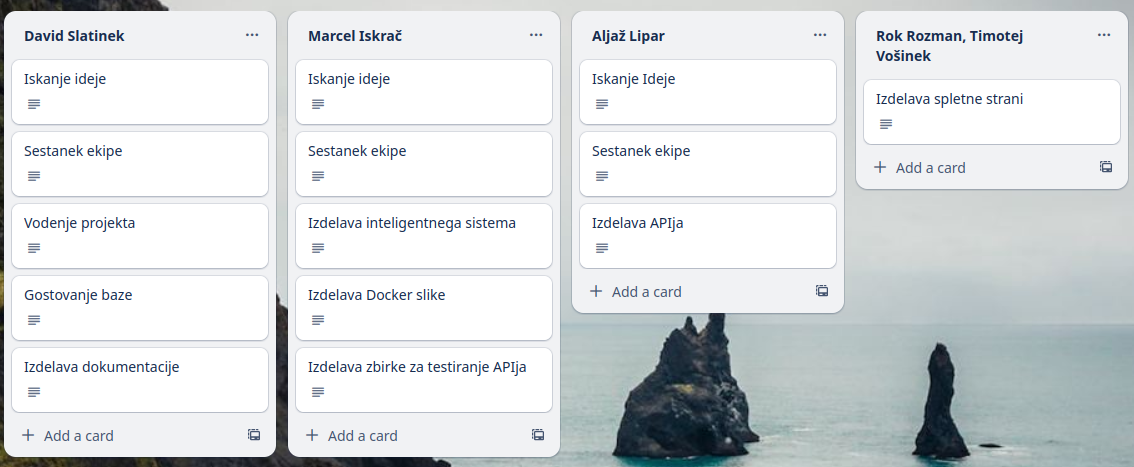 David Slatinek
Iskanje ideje
Sestanek ekipe
Vodenje projekta
Gostovanje baze
Izdelava dokumentacije
Add a card
Marcel Iskrač
Iskanje ideje
Sestanek ekipe
Izdelava inteligentnega sistema
Izdelava Docker slike
Izdelava zbirke za testiranje APIja
Add a card
Aljaž Lipar
Iskanje Ideje
Sestanek ekipe
Izdelava APIja
Add a card
Rok Rozman, Timotej
Vošinek
Izdelava spletne strani
Add a card